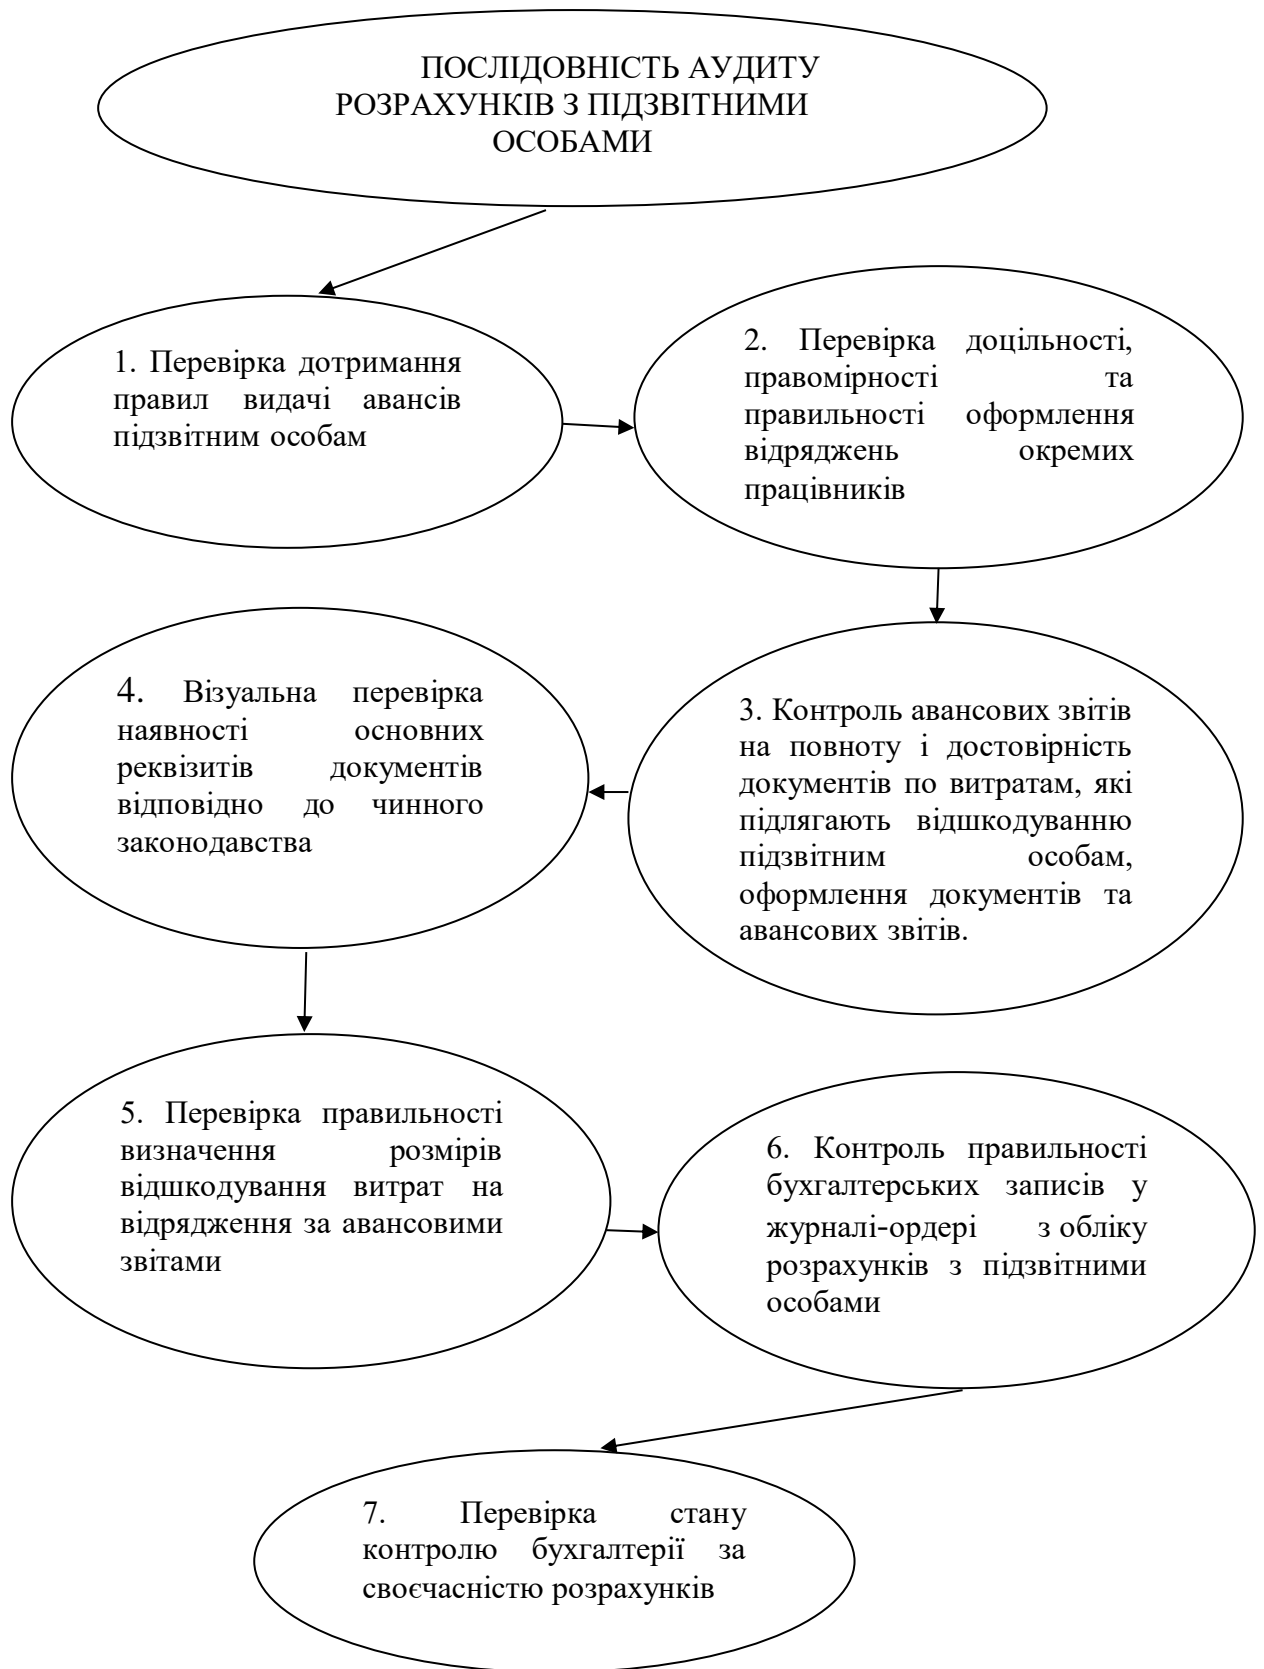 ПОСЛІДОВНІСТЬ АУДИТУ
РОЗРАХУНКІВ З ПІДЗВІТНИМИ
ОСОБАМИ
1. Перевірка дотримання
правил видачі авансів
підзвітним особам
2. Перевірка доцільності,
правомірності та
правильності оформлення
відряджень окремих
працівників
3. Контроль авансових звітів
на повноту і достовірність
документів по витратам, які
підлягають відшкодуванню
підзвітним особам,
оформлення документів та
авансових звітів.
4. Візуальна перевірка
наявності основних
реквізитів документів
відповідно до чинного
законодавства
5. Перевірка правильності
визначення розмірів
відшкодування витрат на
відрядження за авансовими
звітами
6. Контроль правильності
бухгалтерських записів у
журналі-ордері з обліку
розрахунків з підзвітними
особами
7. Перевірка стану
контролю бухгалтерії за
своєчасністю розрахунків